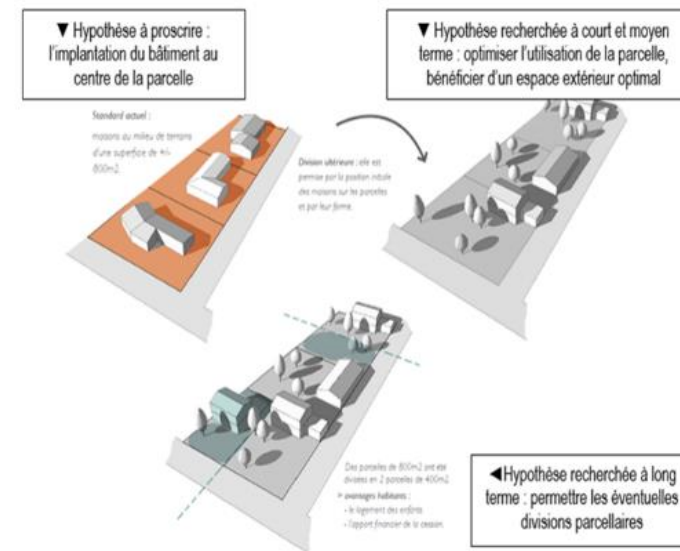 ▼ Hypothèse à proscrire :
l'implantation du bâtiment au
centre de la parcelle
▼ Hypothèse recherchée à court et moyen
terme : optimiser l'utilisation de la parcelle,
bénéficier d'un espace extérieur optimal
Standard actuel :
maisons au milieu de terrains
d'une superficie de +/-
800m2.
Division ultérieure : elle est
permise par la position initiale
des maisons sur les parcelles
et par leur forme.
Des parcelles de 800m2 ont été
divisées en 2 parcelles de 400m2.
> avantages habitants :
- le logement des enfants
- l'apport financier de la cession.
◄Hypothèse recherchée à long
terme : permettre les éventuelles
divisions parcellaires